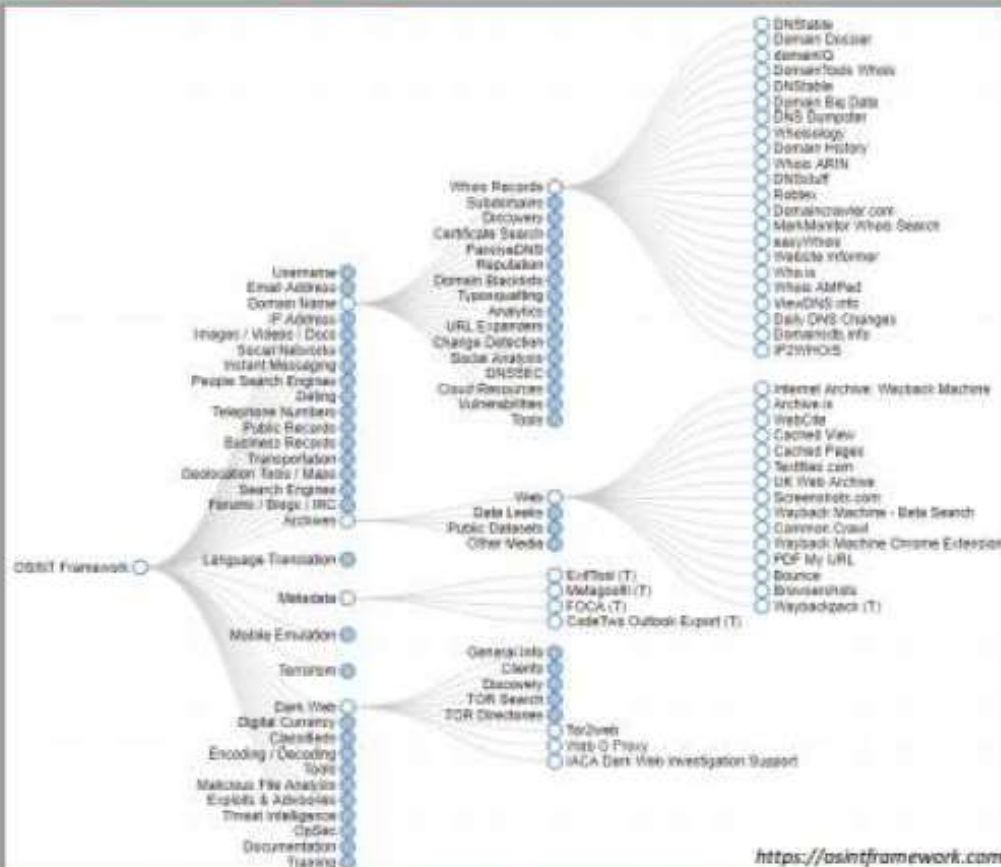 OSINT Framework
Username
Email Address
Domain Name
IP Address
Images / Videos / Docs
Social Networks
Instant Messaging
People Search Engines
Dating
Telephone Numbers
Public Records
Business Records
Transportation
Geolocation Tools / Maps
Search Engines
Forums / Blogs / IRC
Archives
Language Translation
Metadata
Mobile Emulation
Terrorism
Dark Web
Digital Currency
Classifieds
Encoding / Decoding
Tools
Malicious File Analysis
Exploits & Advisories
Threat Intelligence
OpSec
Documentation
Training
Whois Records
Subdomains
Discovery
Certificate Search
PassiveDNS
Reputation
Domain Blacklists
Typosquatting
Analytics
URL Expanders
Change Detection
Social Analysis
DNSSEC
Cloud Resources
Vulnerabilities
Tools
DNStable
Domain Dossier
domainIQ
DomainTools Whois
DNStable
Domain Big Data
DNS Dumpster
Whoisology
Domain History
Whois ARIN
DNSstuff
Robtex
Domaincrawler.com
MarkMonitor Whois Search
easyWhois
Website Informer
Who.is
Whois AMPed
ViewDNS.info
Daily DNS Changes
Domainsdb.info
IP2WHOIS
Web
Data Leaks
Public Datasets
Other Media
Internet Archive: Wayback Machine
Archive.is
WebCite
Cached View
Cached Pages
Textfiles.com
UK Web Archive
Screenshots.com
Wayback Machine - Beta Search
Common Crawl
Wayback Machine Chrome Extension
PDF My URL
Bounce
Browsershots
Waybackpack (T)
ExifTool (T)
Metagoofil (T)
FOCA (T)
CodeTwo Outlook Export (T)
General Info
Clients
Discovery
TOR Search
TOR Directories
Tor2web
Web O Proxy
IACA Dark Web Investigation Support
https://osintframework.com